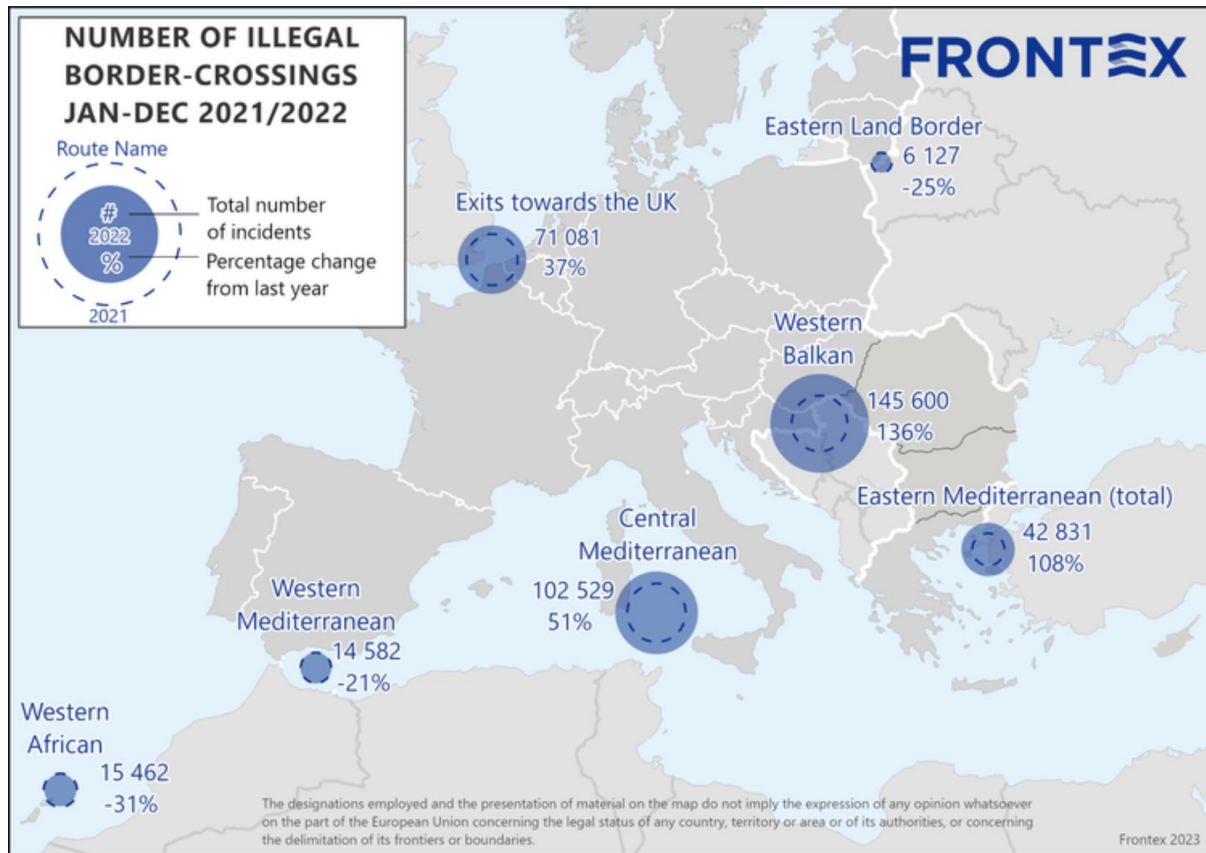 NUMBER OF ILLEGAL
BORDER-CROSSINGS
JAN-DEC 2021/2022
Route Name
#
2022
%
Total number
of incidents
Percentage change
from last year
2021
FRONTEX
Eastern Land Border
6 127
-25%
Exits towards the UK
71 081
37%
Western
Balkan
145 600
136%
Eastern Mediterranean (total)
42 831
108%
Central
Mediterranean
102 529
51%
Western
Mediterranean
14 582
-21%
Western
African
15 462
-31%
The designations employed and the presentation of material on the map do not imply the expression of any opinion whatsoever
on the part of the European Union concerning the legal status of any country, territory or area or of its authorities, or concerning
the delimitation of its frontiers or boundaries.
Frontex 2023